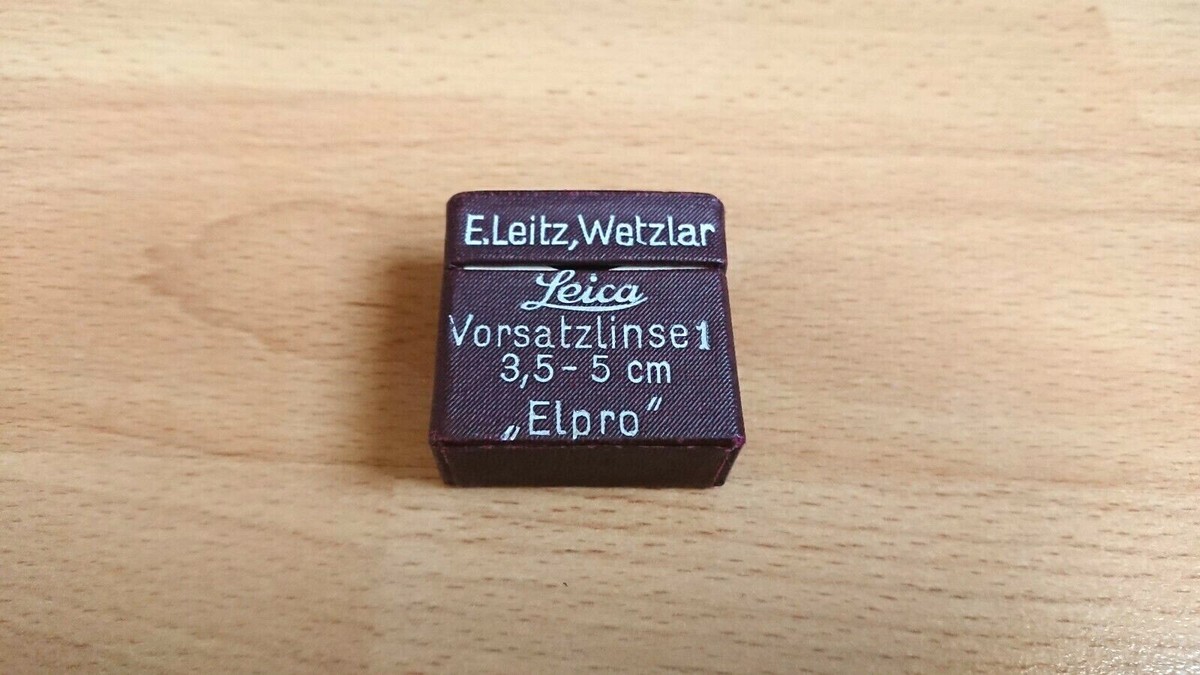 E.Leitz,Wetzlar
Leica
Vorsatzlinse 1
3,5 - 5 cm
„Elpro“